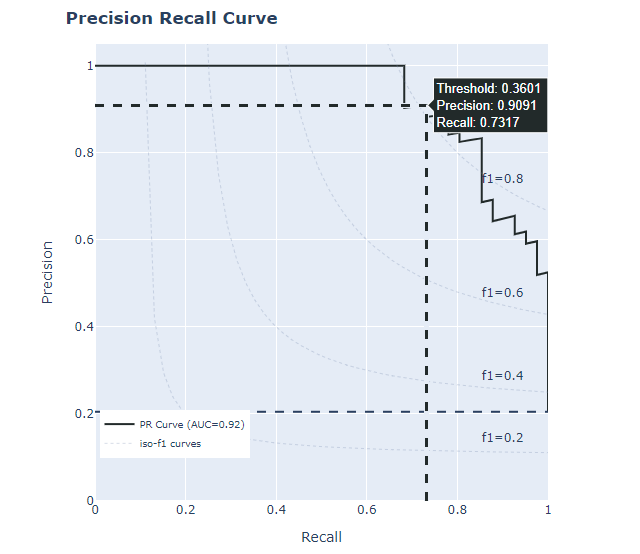 Precision Recall Curve
1
Threshold: 0.3601
Precision: 0.9091
Recall: 0.7317
0.8
f1=0.8
0.6
Precision
f1=0.6
0.4
f1=0.4
0.2
PR Curve (AUC=0.92)
f1=0.2
iso-f1 curves
0
0 0.2 0.4 0.6 0.8 1
Recall